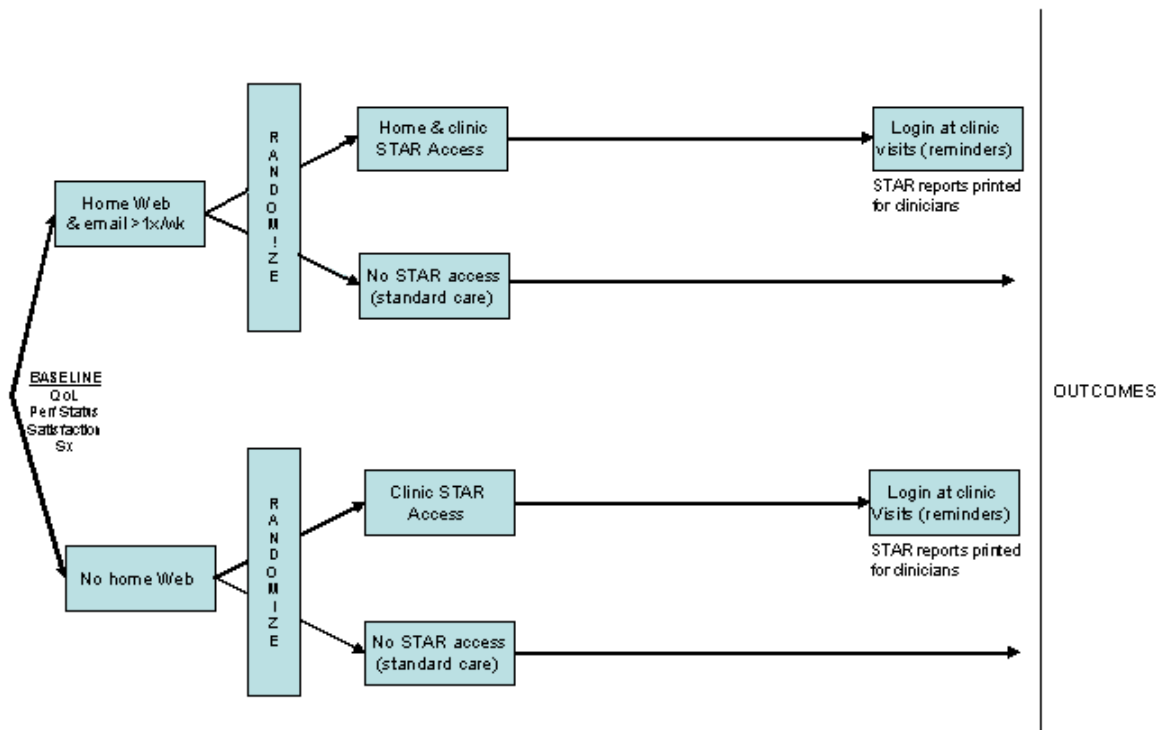 RANDOMIZE
Home & clinic
STAR Access
Login at clinic
visits (reminders)
STAR reports printed
for clinicians
Home Web
& email >1x/wk
No STAR access
(standard care)
BASELINE
QoL
Perf Status
Satisfaction
Sx
OUTCOMES
RANDOMIZE
Clinic STAR
Access
Login at clinic
Visits (reminders)
STAR reports printed
for clinicians
No home Web
No STAR access
(standard care)